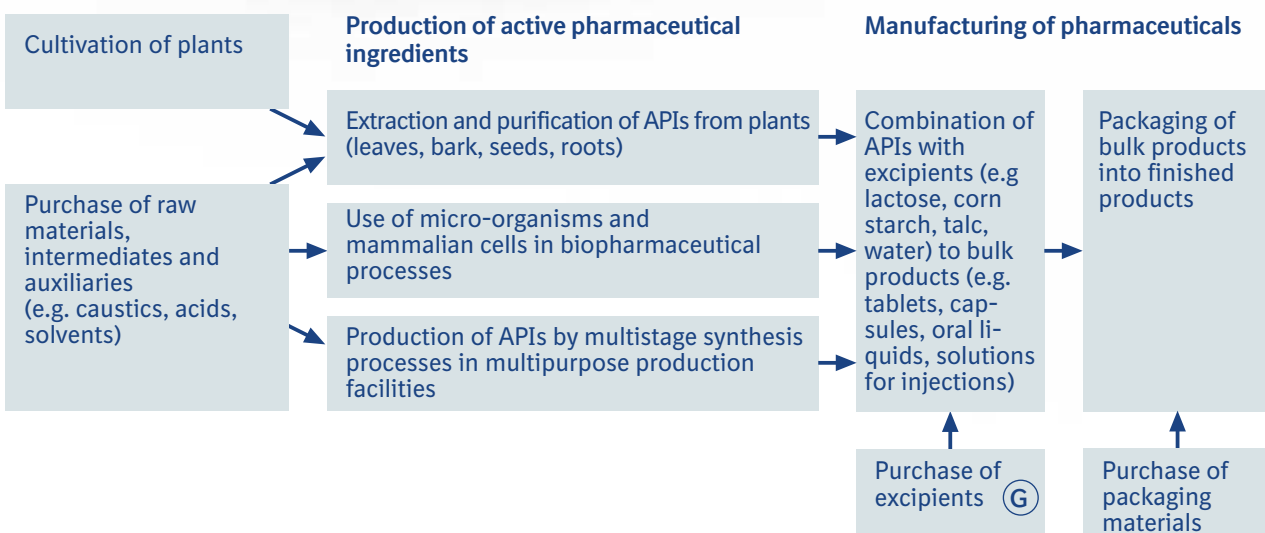 Cultivation of plants
Production of active pharmaceutical
ingredients
Manufacturing of pharmaceuticals
Extraction and purification of APIs from plants
(leaves, bark, seeds, roots)
Purchase of raw
materials,
intermediates and
auxiliaries
(e.g. caustics, acids,
solvents)
Use of micro-organisms and
mammalian cells in biopharmaceutical
processes
Production of APIs by multistage synthesis
processes in multipurpose production
facilities
Combination of
APIs with
excipients (e.g
lactose, corn
starch, talc,
water) to bulk
products (e.g.
tablets, cap-
sules, oral li-
quids, solutions
for injections)
Packaging of
bulk products
into finished
products
Purchase of
excipients G
Purchase of
packaging
materials